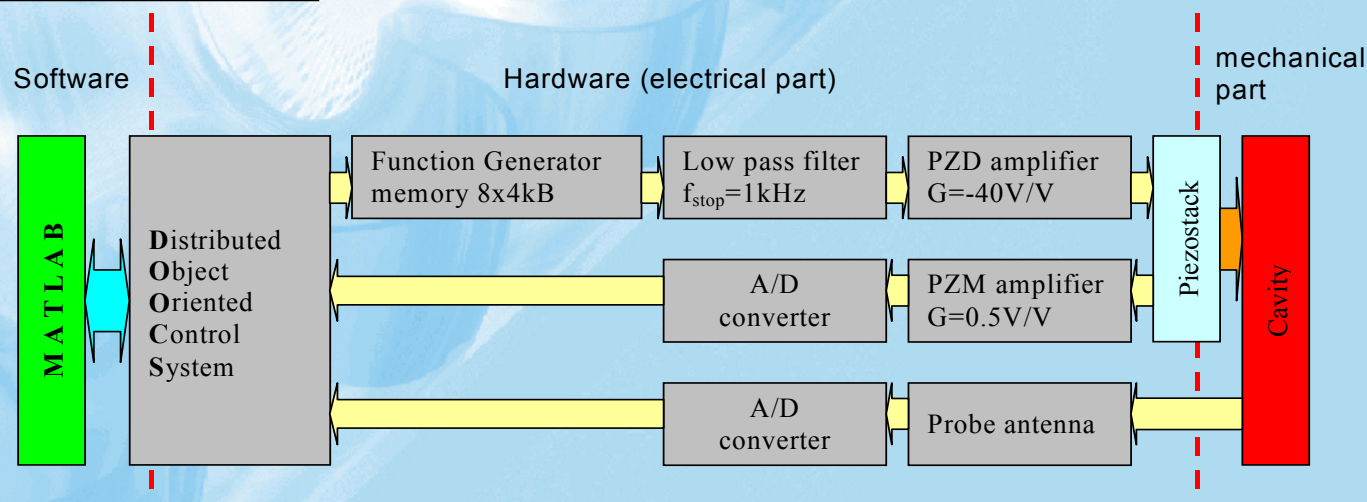 Software
Hardware (electrical part)
mechanical
part
MATLAB
Distributed
Object
Oriented
Control
System
Function Generator
memory 8x4kB
Low pass filter
fstop=1kHz
PZD amplifier
G=-40V/V
A/D
converter
PZM amplifier
G=0.5V/V
Piezostack
Cavity
A/D
converter
Probe antenna